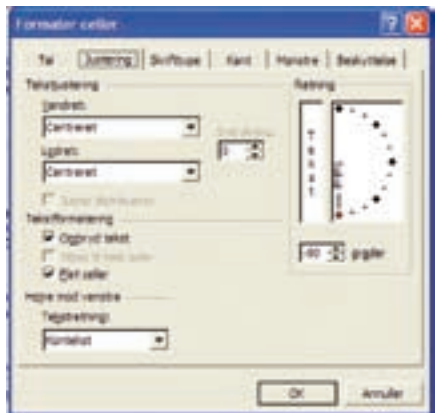 Formater celler
Tal Justering Skrifttype Kant Mønstre Beskyttelse
Tekstjustering
Vandret:
Centreret
Lodret:
Centreret
0
Tekstformatering
Ombryd tekst
Flet celler
Højre mod venstre
Tekstretning:
Kontekst
Retning
Tekst
grader
OK Annuller